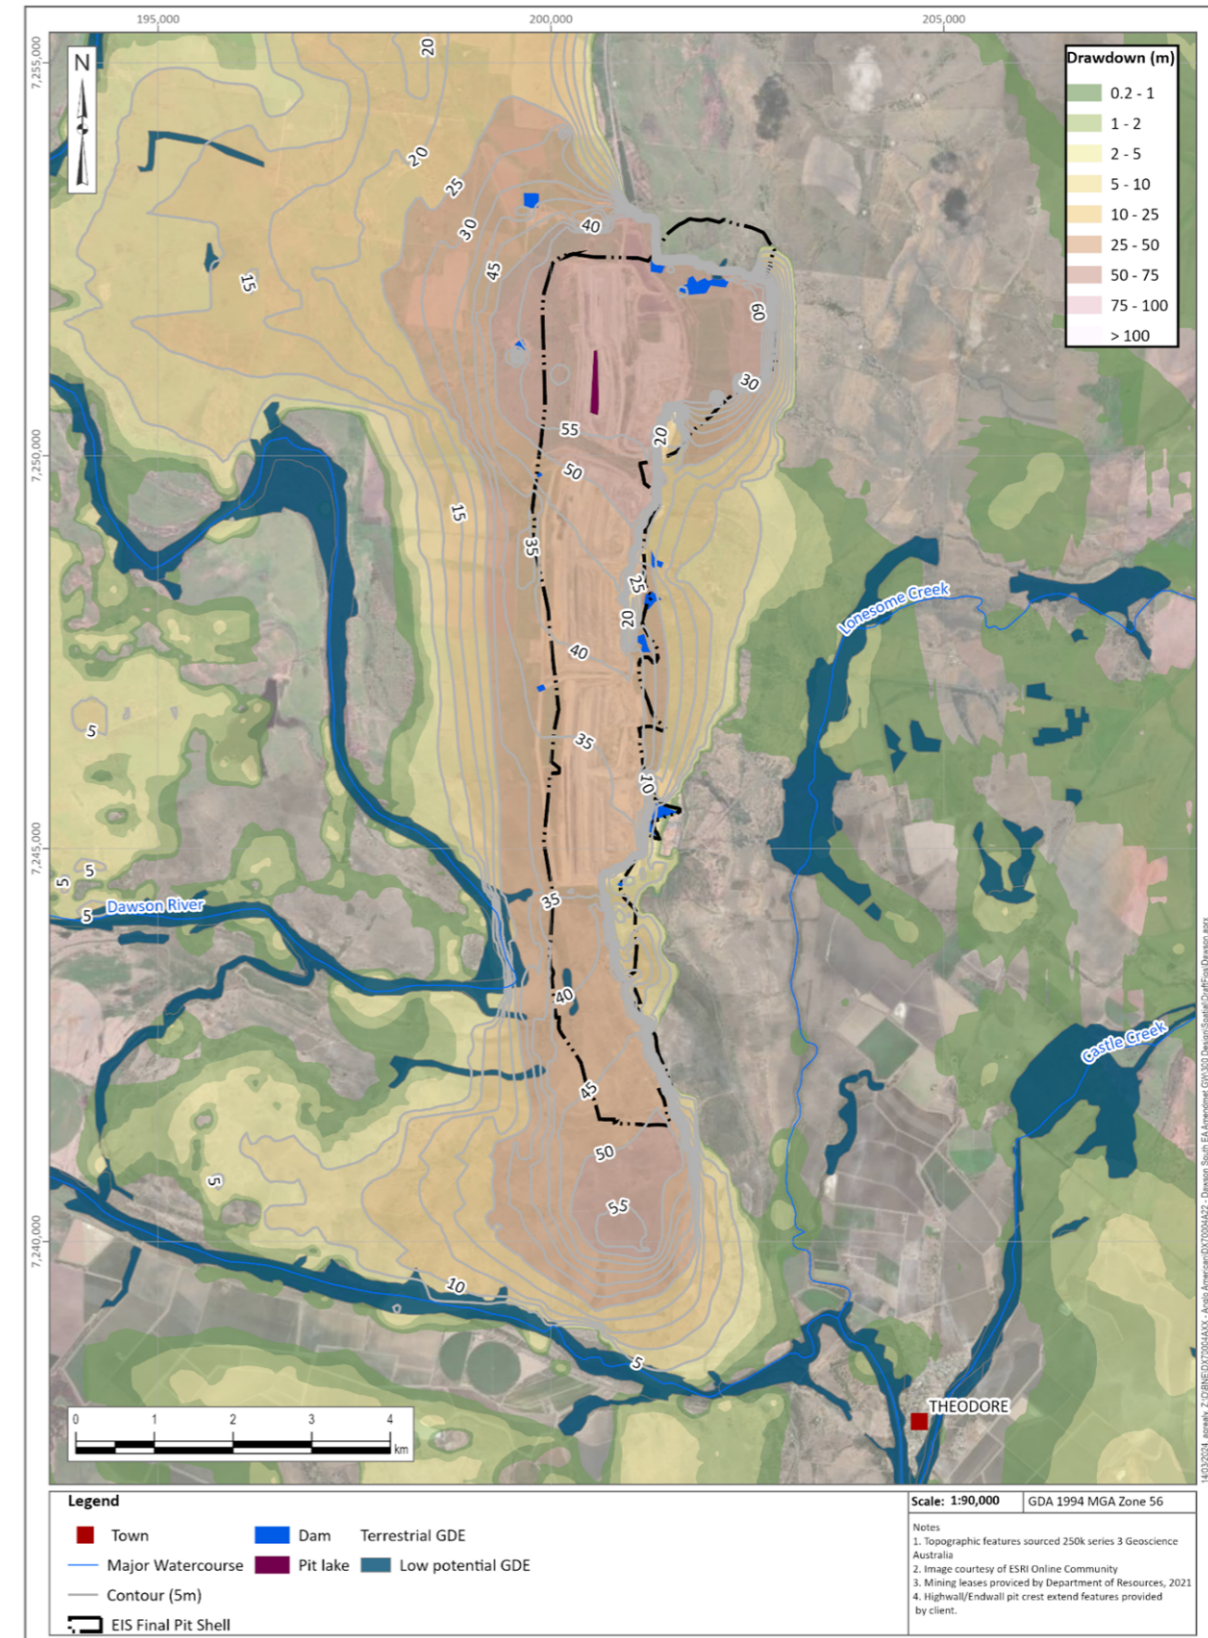 195,000
200,000
205,000
7,255,000
7,250,000
7,245,000
7,240,000
N
Drawdown (m)
0.2 - 1
1 - 2
2 - 5
5 - 10
10 - 25
25 - 50
50 - 75
75 - 100
> 100
20
20
25
30
40
45
15
60
30
55
20
50
15
35
25
20
40
5
35
10
5
5
5
35
40
45
50
5
55
10
5
Lonesome Creek
Dawson River
Castle Creek
THEODORE
0 1 2 3 4
km
Legend
Town
Dam
Terrestrial GDE
Major Watercourse
Pit lake
Low potential GDE
Contour (5m)
EIS Final Pit Shell
Scale: 1:90,000
GDA 1994 MGA Zone 56
Notes
1. Topographic features sourced 250k series 3 Geoscience
Australia
2. Image courtesy of ESRI Online Community
3. Mining leases proviced by Department of Resources, 2021
4. Highwall/Endwall pit crest extend features provided
by client.